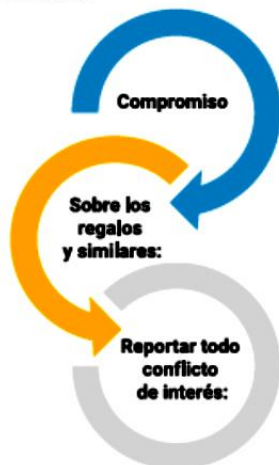 Compromiso
Sobre los
regalos
y similares:
Reportar todo
conflicto
de interés: